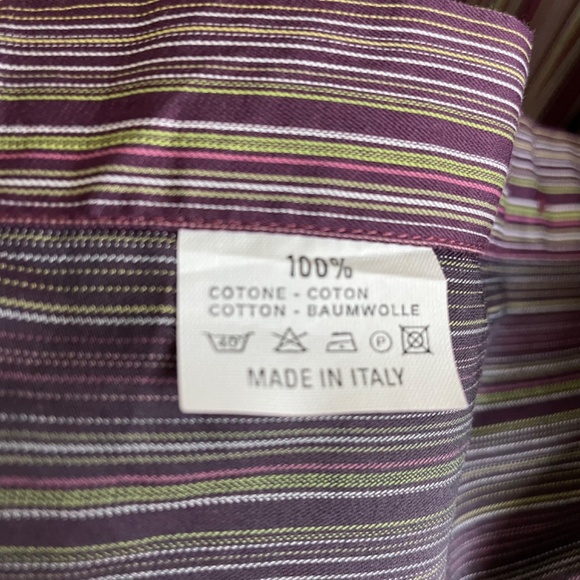 100%
COTONE - COTON
COTTON - BAUMWOLLE
40° P
MADE IN ITALY